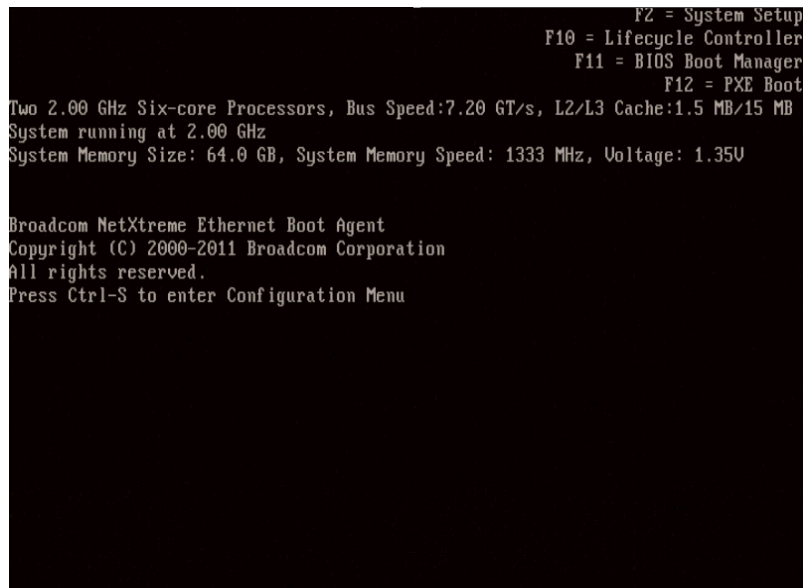 F2 = System Setup
F10 = Lifecycle Controller
F11 = BIOS Boot Manager
F12 = PXE Boot
Two 2.00 GHz Six-core Processors, Bus Speed:7.20 GT/s, L2/L3 Cache:1.5 MB/15 MB
System running at 2.00 GHz
System Memory Size: 64.0 GB, System Memory Speed: 1333 MHz, Voltage: 1.35V
Broadcom NetXtreme Ethernet Boot Agent
Copyright (C) 2000-2011 Broadcom Corporation
All rights reserved.
Press Ctrl-S to enter Configuration Menu